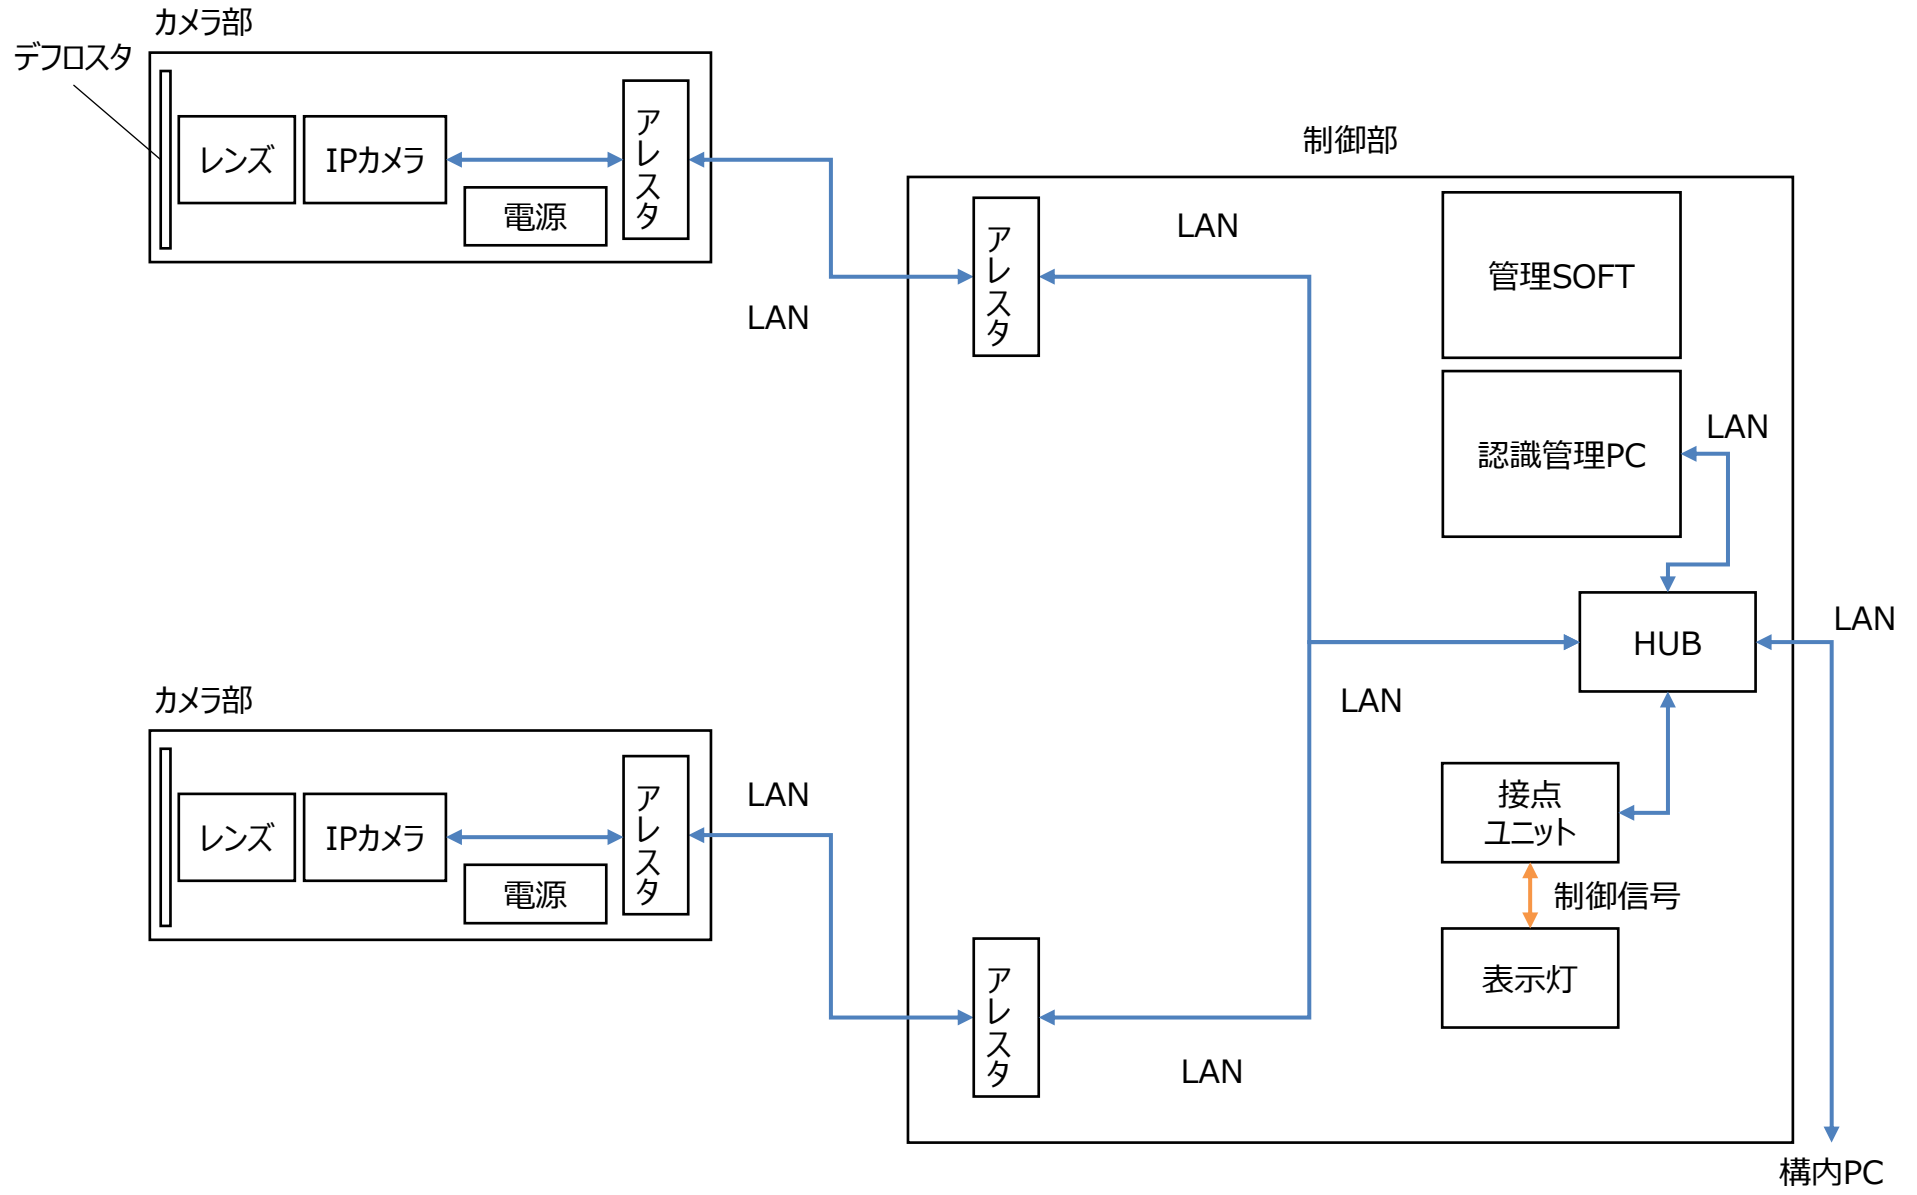 カメラ部
デフロスタ
レンズ
IPカメラ
電源
アレスタ
LAN
制御部
アレスタ
LAN
管理SOFT
認識管理PC
LAN
HUB
LAN
LAN
カメラ部
レンズ
IPカメラ
電源
アレスタ
LAN
接点
ユニット
制御信号
表示灯
アレスタ
LAN
構内PC